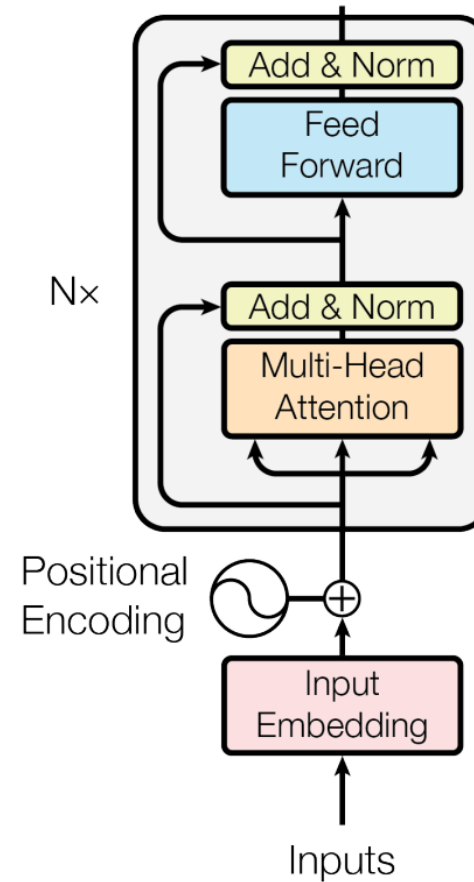 Add & Norm
Feed
Forward
Nx
Add & Norm
Multi-Head
Attention
Positional
Encoding
Input
Embedding
Inputs